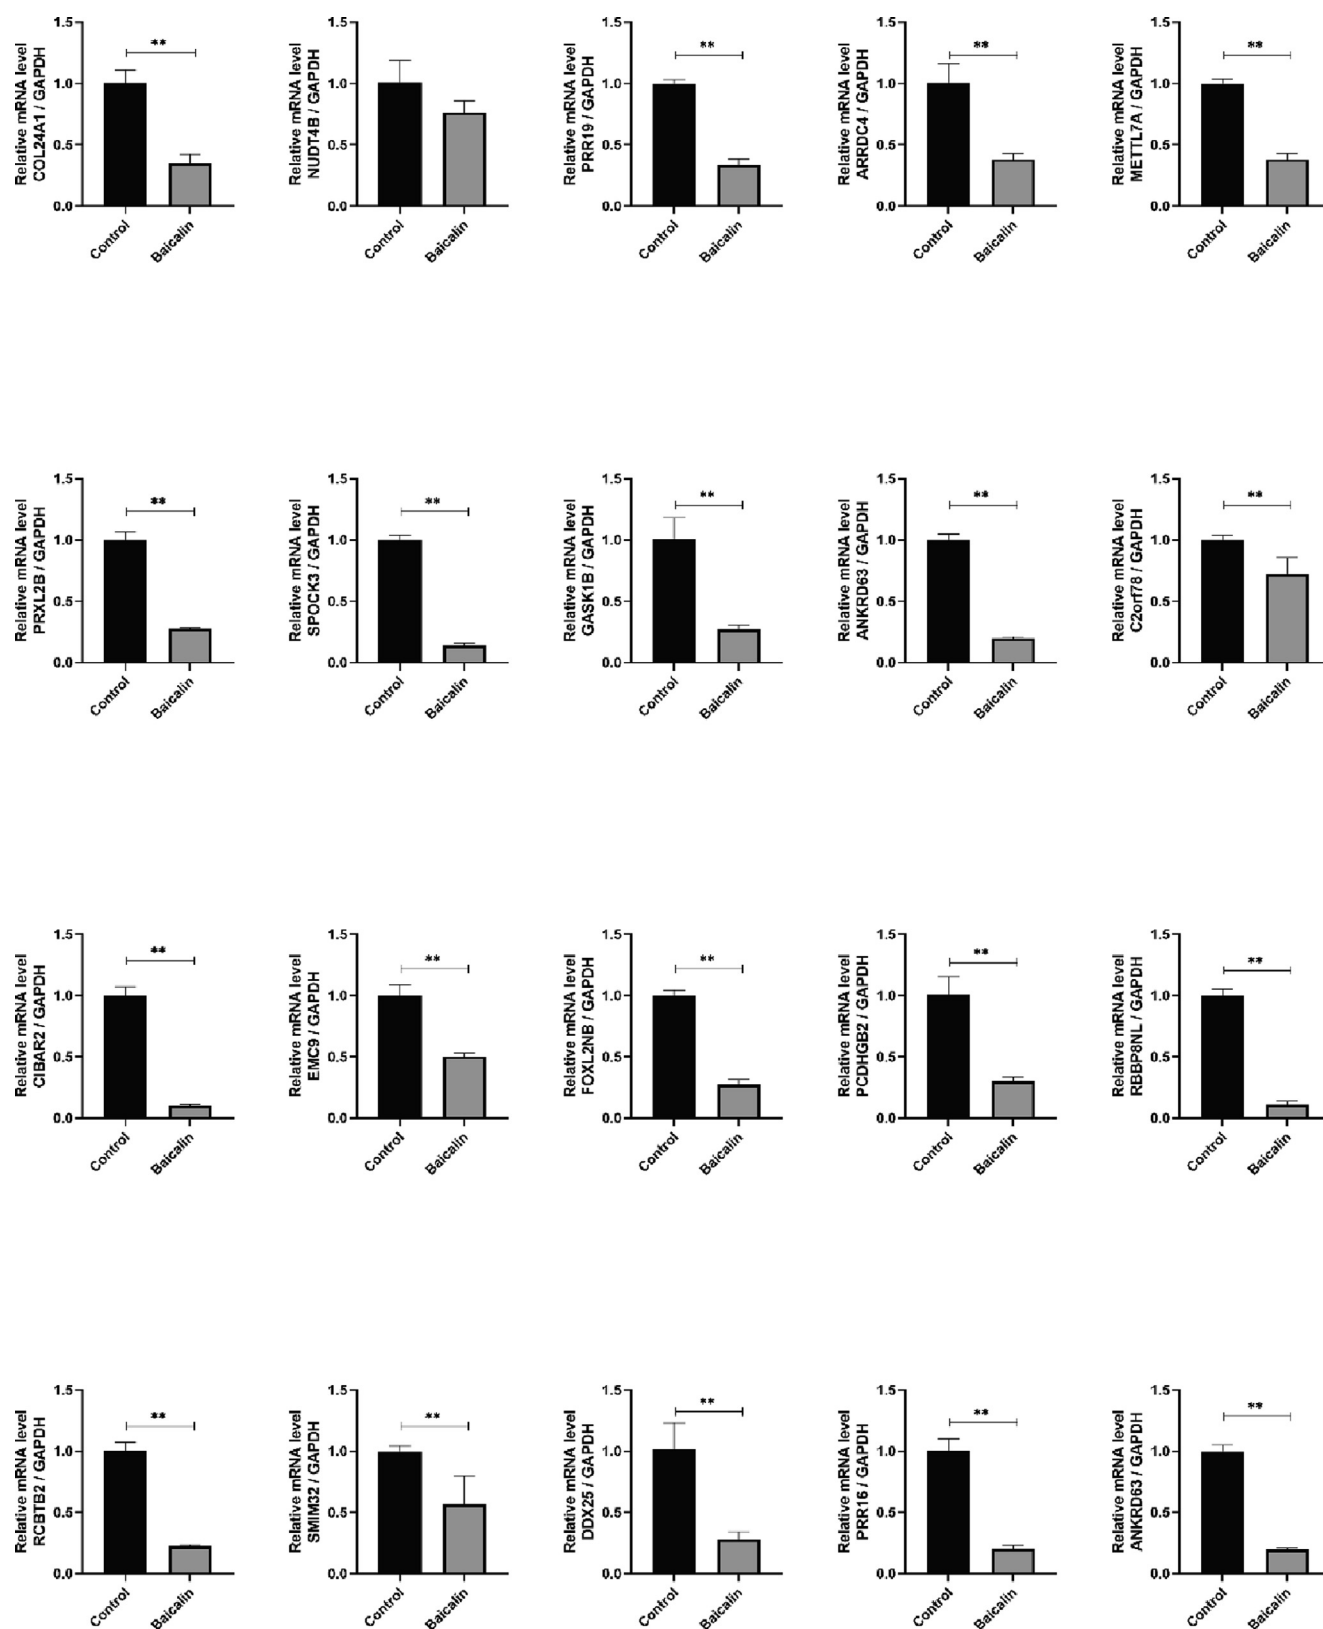 Relative mRNA level
COL24A1 / GAPDH
1.5
1.0
0.5
0.0
**
Control
Baicalin
Relative mRNA level
NUDT4B / GAPDH
1.5
1.0
0.5
0.0
Control
Baicalin
Relative mRNA level
PRR19 / GAPDH
1.5
1.0
0.5
0.0
**
Control
Baicalin
Relative mRNA level
ARRDC4 / GAPDH
1.5
1.0
0.5
0.0
**
Control
Baicalin
Relative mRNA level
METTL7A / GAPDH
1.5
1.0
0.5
0.0
**
Control
Baicalin
Relative mRNA level
PRXL2B / GAPDH
1.5
1.0
0.5
0.0
**
Control
Baicalin
Relative mRNA level
SPOCK3 / GAPDH
1.5
1.0
0.5
0.0
**
Control
Baicalin
Relative mRNA level
GASK1B / GAPDH
1.5
1.0
0.5
0.0
**
Control
Baicalin
Relative mRNA level
ANKRD63 / GAPDH
1.5
1.0
0.5
0.0
**
Control
Baicalin
Relative mRNA level
C2orf78 / GAPDH
1.5
1.0
0.5
0.0
**
Control
Baicalin
Relative mRNA level
CIBAR2 / GAPDH
1.5
1.0
0.5
0.0
**
Control
Baicalin
Relative mRNA level
EMC9 / GAPDH
1.5
1.0
0.5
0.0
**
Control
Baicalin
Relative mRNA level
FOXL2NB / GAPDH
1.5
1.0
0.5
0.0
**
Control
Baicalin
Relative mRNA level
PCDHGB2 / GAPDH
1.5
1.0
0.5
0.0
**
Control
Baicalin
Relative mRNA level
RBBP8NL / GAPDH
1.5
1.0
0.5
0.0
**
Control
Baicalin
Relative mRNA level
RCBTB2 / GAPDH
1.5
1.0
0.5
0.0
**
Control
Baicalin
Relative mRNA level
SMIM32 / GAPDH
1.5
1.0
0.5
0.0
**
Control
Baicalin
Relative mRNA level
DDX25 / GAPDH
1.5
1.0
0.5
0.0
**
Control
Baicalin
Relative mRNA level
PRR16 / GAPDH
1.5
1.0
0.5
0.0
**
Control
Baicalin
Relative mRNA level
ANKRD63 / GAPDH
1.5
1.0
0.5
0.0
**
Control
Baicalin